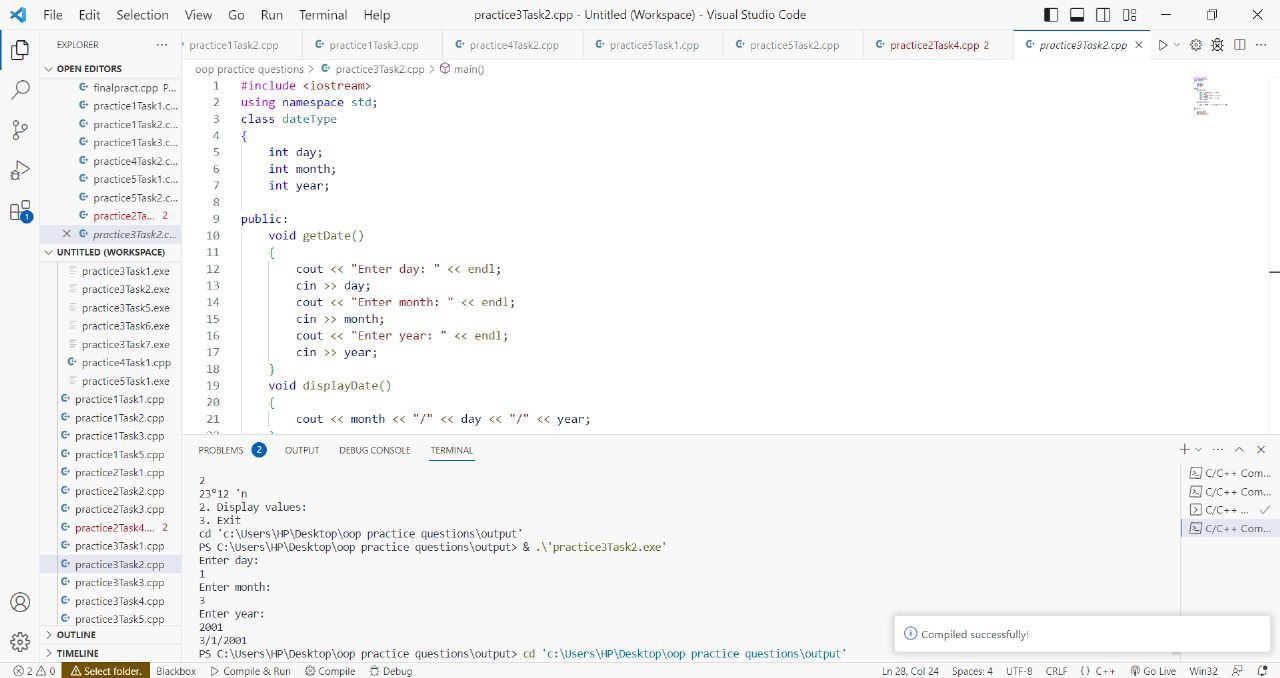 File Edit Selection View Go Run Terminal Help practice3Task2.cpp - Untitled (Workspace) - Visual Studio Code
EXPLORER ...
practice1Task2.cpp practice1Task3.cpp practice4Task2.cpp practice5Task1.cpp practice5Task2.cpp practice2Task4.cpp 2 practice3Task2.cpp
OPEN EDITORS
finalpract.cpp P...
practice1Task1.c...
practice1Task2.c...
practice1Task3.c...
practice4Task2.c...
practice5Task1.c...
practice5Task2.c...
practice2Ta... 2
practice3Task2.c...
UNTITLED (WORKSPACE)
practice3Task1.exe
practice3Task2.exe
practice3Task5.exe
practice3Task6.exe
practice3Task7.exe
practice4Task1.cpp
practice5Task1.exe
practice1Task1.cpp
practice1Task2.cpp
practice1Task3.cpp
practice1Task5.cpp
practice2Task1.cpp
practice2Task2.cpp
practice2Task3.cpp
practice2Task4.... 2
practice3Task1.cpp
practice3Task2.cpp
practice3Task3.cpp
practice3Task4.cpp
practice3Task5.cpp
OUTLINE
TIMELINE
1
oop practice questions > practice3Task2.cpp > main()
1 #include <iostream>
2 using namespace std;
3 class dateType
4 {
5 int day;
6 int month;
7 int year;
8
9 public:
10 void getDate()
11 {
12 cout << "Enter day: " << endl;
13 cin >> day;
14 cout << "Enter month: " << endl;
15 cin >> month;
16 cout << "Enter year: " << endl;
17 cin >> year;
18 }
19 void displayDate()
20 {
21 cout << month << "/" << day << "/" << year;
PROBLEMS 2 OUTPUT DEBUG CONSOLE TERMINAL
2
23°12 'n
2. Display values:
3. Exit
cd 'c:\Users\HP\Desktop\oop practice questions\output'
PS C:\Users\HP\Desktop\oop practice questions\output> & .\'practice3Task2.exe'
Enter day:
1
Enter month:
3
Enter year:
2001
3/1/2001
PS C:\Users\HP\Desktop\oop practice questions\output> cd 'c:\Users\HP\Desktop\oop practice questions\output'
C/C++ Com...
C/C++ Com...
C/C++ ...
C/C++ Com...
Compiled successfully!
2 0 Select folder. Blackbox Compile & Run Compile Debug Ln 28, Col 24 Spaces: 4 UTF-8 CRLF {} C++ Go Live Win32